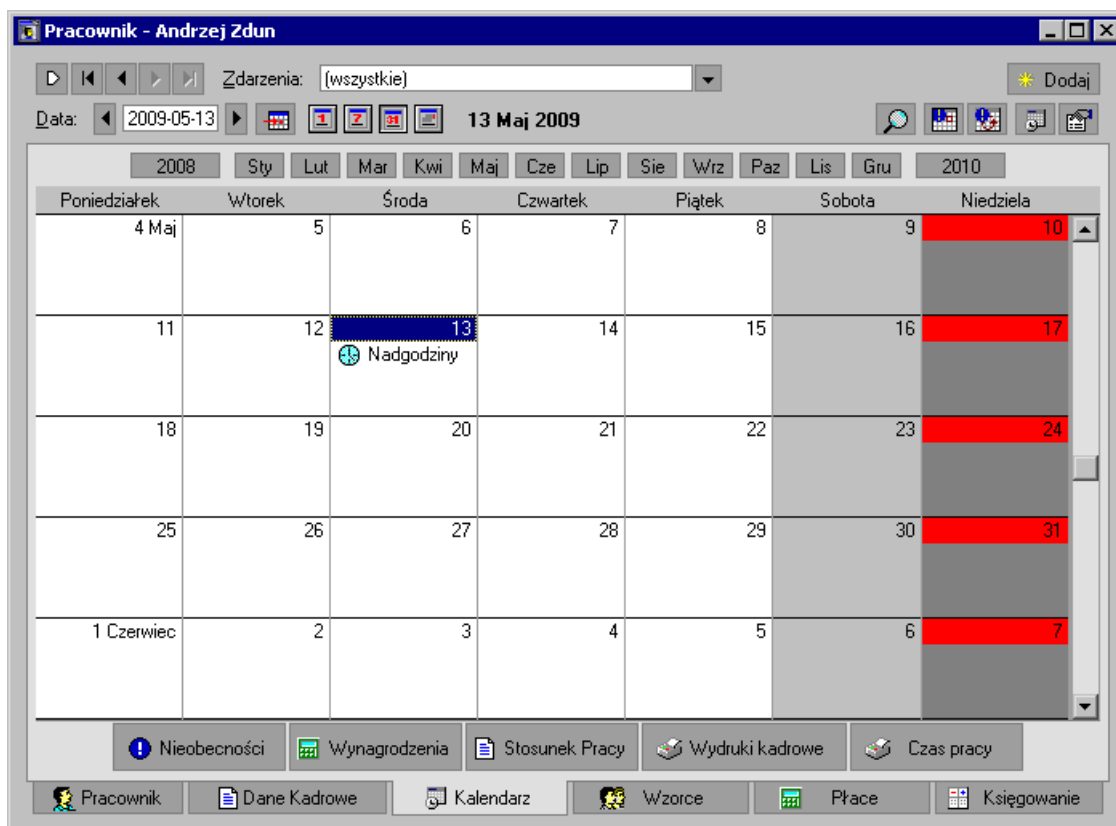 Pracownik - Andrzej Zdun
Zdarzenia: (wszystkie) Dodaj
Data: 2009-05-13 1 7 31 13 Maj 2009
2008 Sty Lut Mar Kwi Maj Cze Lip Sie Wrz Paz Lis Gru 2010
Poniedziałek Wtorek Środa Czwartek Piątek Sobota Niedziela
4 Maj 5 6 7 8 9 10
11 12 13 14 15 16 17
Nadgodziny
18 19 20 21 22 23 24
25 26 27 28 29 30 31
1 Czerwiec 2 3 4 5 6 7
Nieobecności Wynagrodzenia Stosunek Pracy Wydruki kadrowe Czas pracy
Pracownik Dane Kadrowe Kalendarz Wzorce Płace Księgowanie